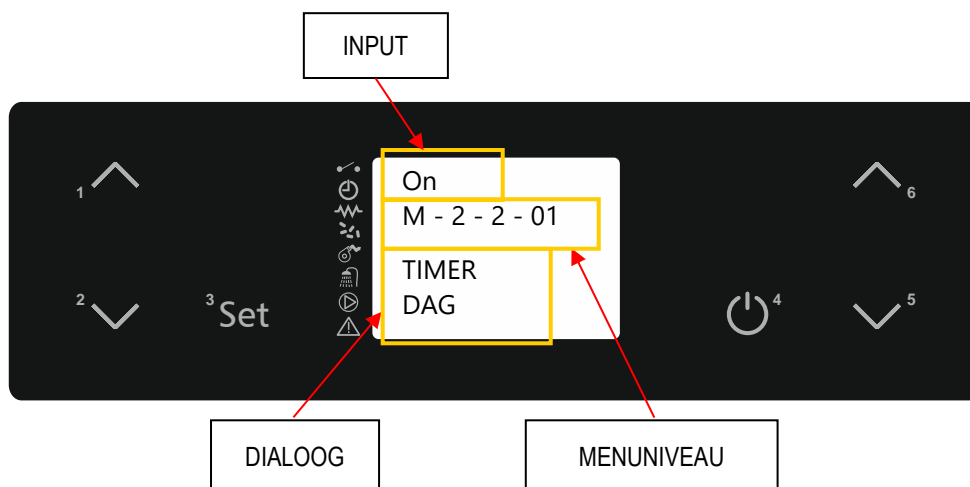 INPUT
On
M - 2 - 2 - 01
TIMER
DAG
1
2
3 Set
4
5
6
DIALOOG
MENUNIVEAU